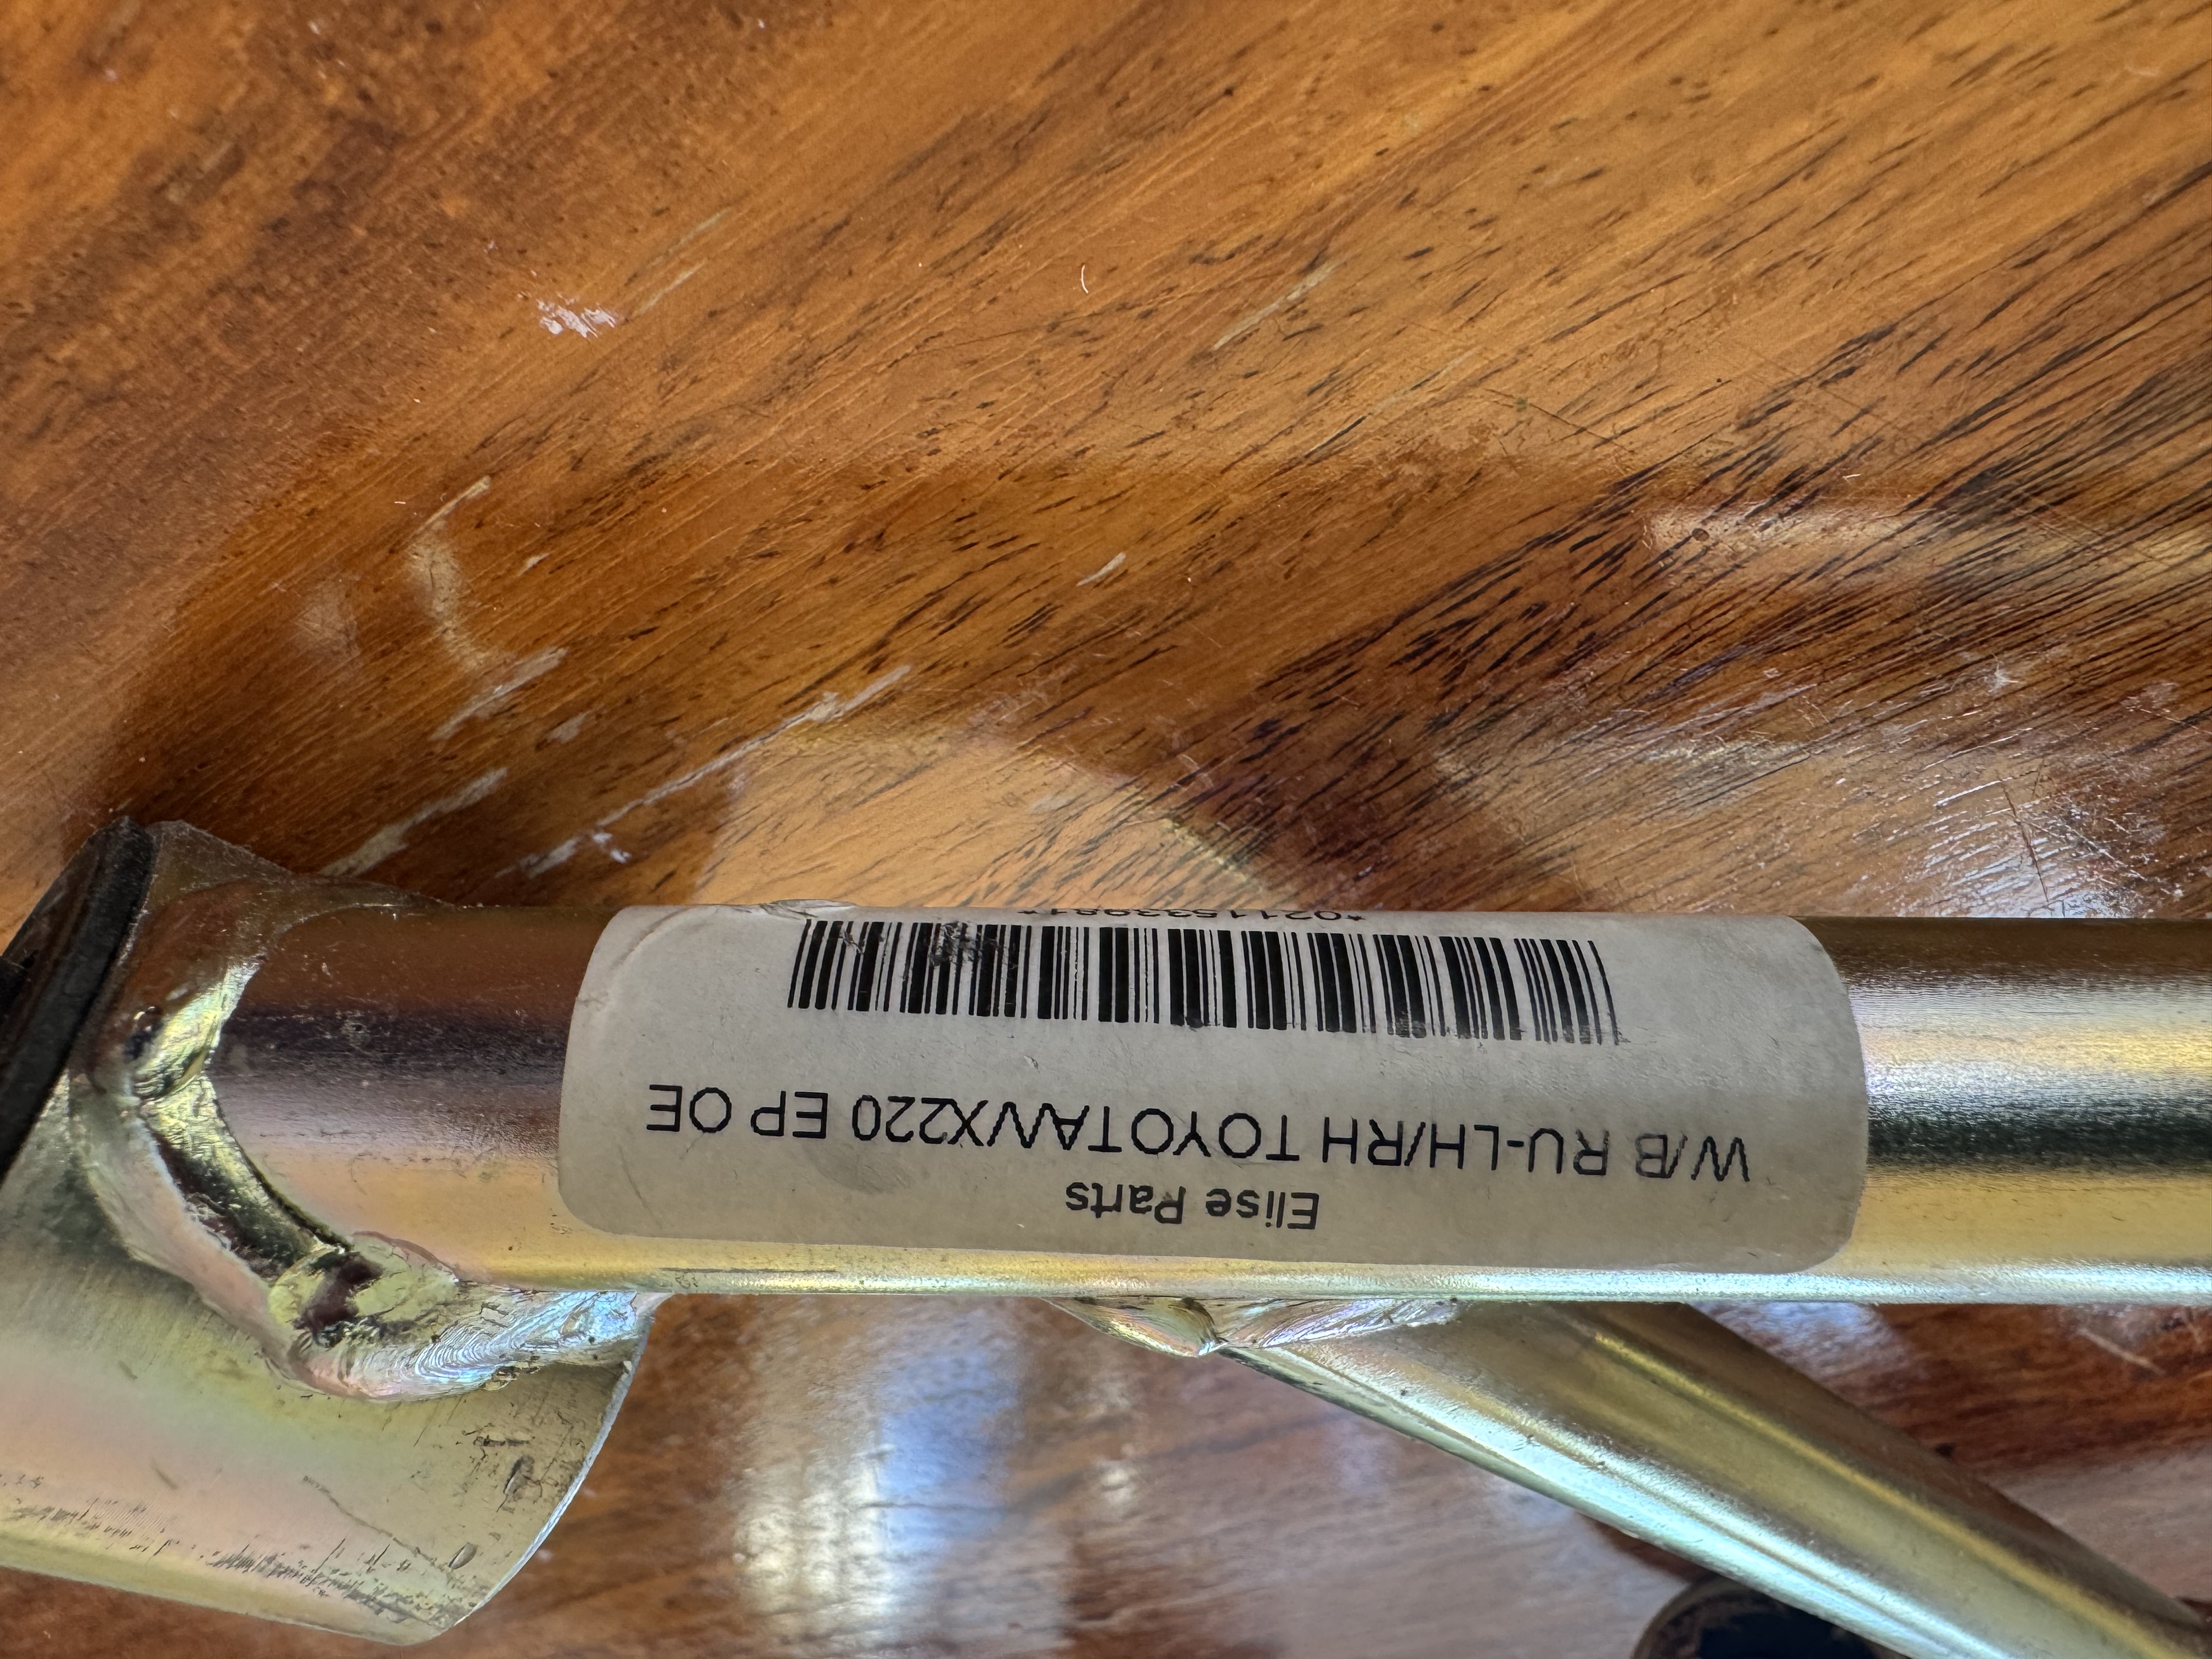 Elise Parts
W/B RU-LH/RH TOYOTA/VX220 EP OE